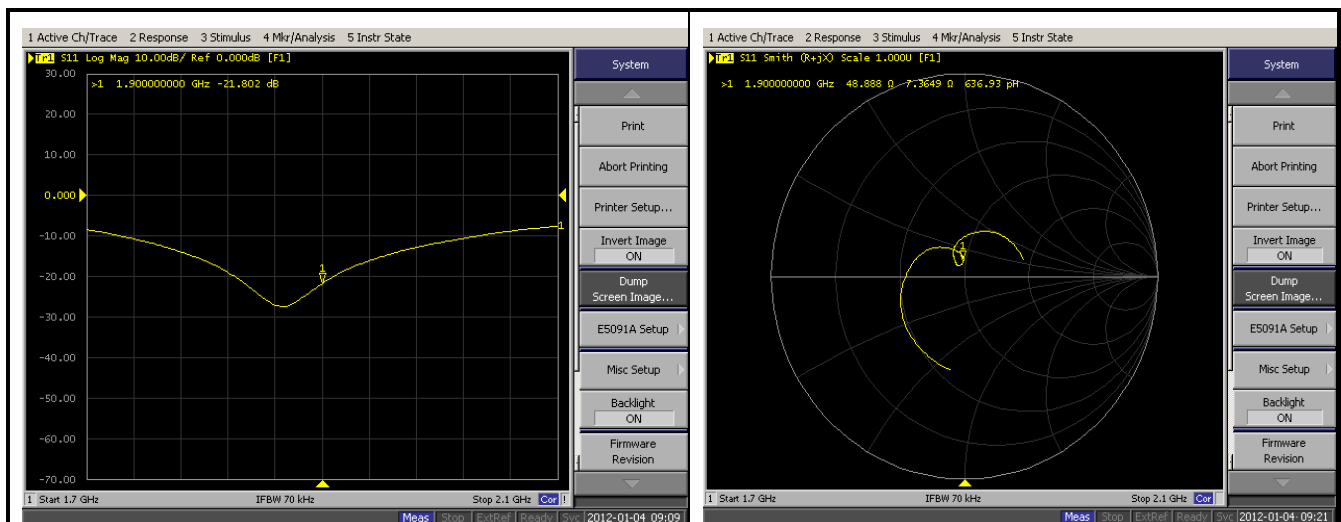 1 Active Ch/Trace 2 Response 3 Stimulus 4 Mkr/Analysis 5 Instr State
Tr1 S11 Log Mag 10.00dB/ Ref 0.000dB [F1]
>1 1.900000000 GHz -21.802 dB
30.00
20.00
10.00
0.000
-10.00
-20.00
-30.00
-40.00
-50.00
-60.00
-70.00
1
1
System
Print
Abort Printing
Printer Setup...
Invert Image
ON
Dump
Screen Image...
E5091A Setup
Misc Setup
Backlight
ON
Firmware
Revision
1 Start 1.7 GHz IFBW 70 kHz Stop 2.1 GHz Cor !
Meas Stop ExtRef Ready Svc 2012-01-04 09:09
1 Active Ch/Trace 2 Response 3 Stimulus 4 Mkr/Analysis 5 Instr State
Tr1 S11 Smith (R+jX) Scale 1.000U [F1]
>1 1.900000000 GHz 48.888 Ω 7.3649 Ω 636.93 pH
1
System
Print
Abort Printing
Printer Setup...
Invert Image
ON
Dump
Screen Image...
E5091A Setup
Misc Setup
Backlight
ON
Firmware
Revision
1 Start 1.7 GHz IFBW 70 kHz Stop 2.1 GHz Cor
Meas Stop ExtRef Ready Svc 2012-01-04 09:21